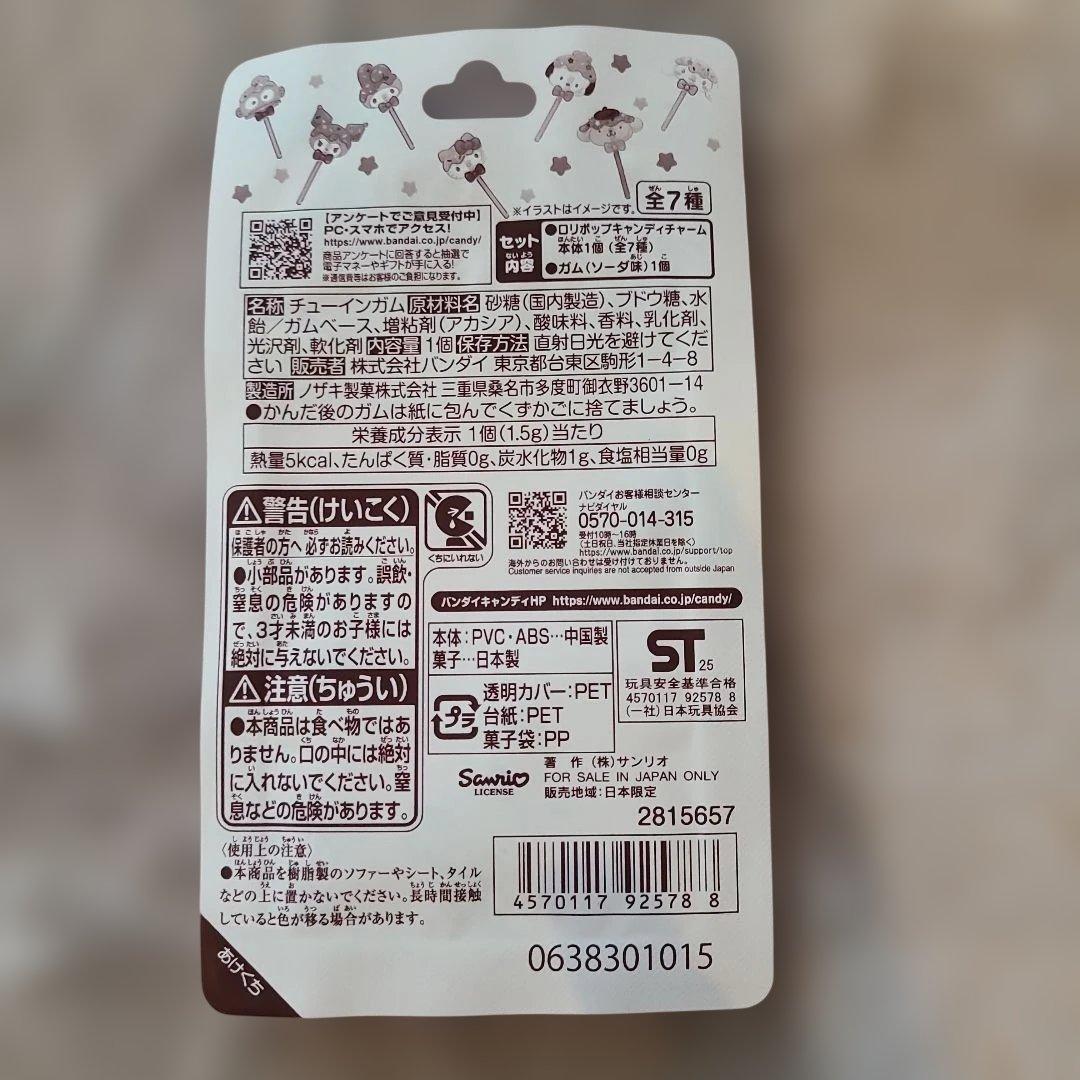 ※イラストはイメージです。
全7種
【アンケートでご意見受付中】
PC・スマホでアクセス!
https://www.bandai.co.jp/candy/
商品アンケートに回答すると抽選で
電子マネーやギフトが手に入る!
※通信費等はお客様のご負担になります。
セット内容
●ロリポップキャンディチャーム
本体1個(全7種)
●ガム(ソーダ味)1個
名称 チューインガム 原材料名 砂糖(国内製造)、ブドウ糖、水
飴/ガムベース、増粘剤(アカシア)、酸味料、香料、乳化剤、
光沢剤、軟化剤 内容量 1個 保存方法 直射日光を避けてくだ
さい 販売者 株式会社バンダイ 東京都台東区駒形1-4-8
製造所 ノザキ製菓株式会社 三重県桑名市多度町御衣野3601-14
●かんだ後のガムは紙に包んでくずかごに捨てましょう。
栄養成分表示 1個(1.5g)当たり
熱量5kcal、たんぱく質・脂質0g、炭水化物1g、食塩相当量0g
警告(けいこく)
保護者の方へ 必ずお読みください。
●小部品があります。誤飲・
窒息の危険がありますの
で、3才未満のお子様には
絶対に与えないでください。
注意(ちゅうい)
●本商品は食べ物ではあ
りません。口の中には絶対
に入れないでください。窒
息などの危険があります。
くちにいれない
バンダイお客様相談センター
ナビダイヤル
0570-014-315
受付10時~16時
(土日祝日、当社指定休業日を除く)
https://www.bandai.co.jp/support/top
海外からのお問い合わせは受け付けておりません。
Customer service inquiries are not accepted from outside Japan
バンダイキャンディHP https://www.bandai.co.jp/candy/
本体:PVC・ABS…中国製
菓子…日本製
プラ
透明カバー:PET
台紙:PET
菓子袋:PP
ST 25
玩具安全基準合格
4570117 92578 8
(一社)日本玩具協会
Sanrio
LICENSE
著 作 (株)サンリオ
FOR SALE IN JAPAN ONLY
販売地域:日本限定
2815657
〈使用上の注意〉
●本商品を樹脂製のソファーやシート、タイル
などの上に置かないでください。長時間接触
していると色が移る場合があります。
4570117 92578 8
0638301015
あけくち